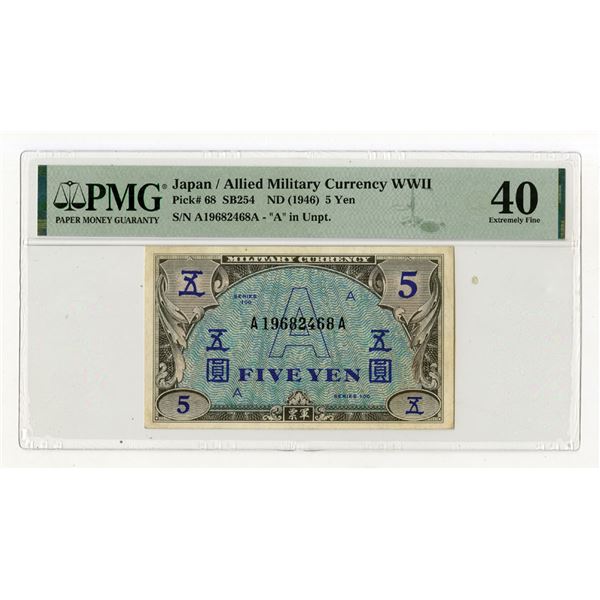 PMG
PAPER MONEY GUARANTY
Japan / Allied Military Currency WWII
Pick# 68 SB254 ND (1946) 5 Yen
S/N A19682468A - "A" in Unpt.
40
Extremely Fine
MILITARY CURRENCY
五 5
SERIES 100 A
A
A19682468A
五 五
圓 FIVE YEN 圓
A SERIES 100
5 票軍 五